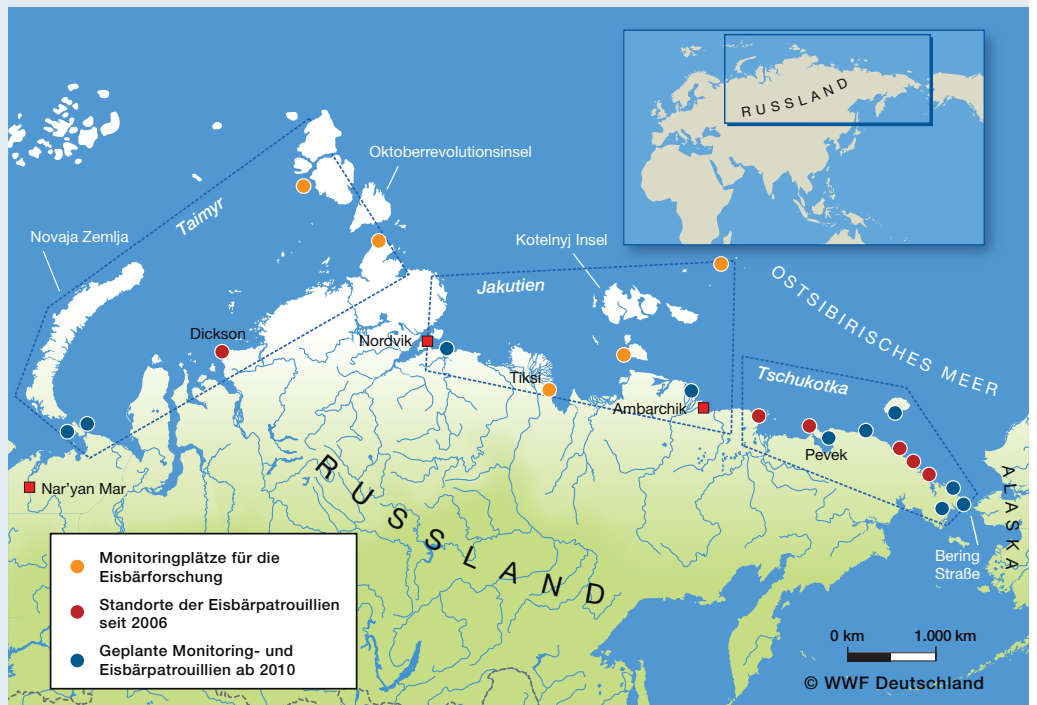 RUSSLAND
Oktoberrevolutionsinsel
Taimyr
Novaja Zemlja
Kotelnyj Insel
Jakutien
OSTSIBIRISCHES MEER
Dickson
Nordvik
Tiksi
Ambarchik
Tschukotka
Pevek
Nar'yan Mar
RUSSLAND
ALASKA
Bering
Straße
Monitoringplätze für die
Eisbärforschung
Standorte der Eisbärpatrouillien
seit 2006
Geplante Monitoring- und
Eisbärpatrouillien ab 2010
0 km 1.000 km
© WWF Deutschland